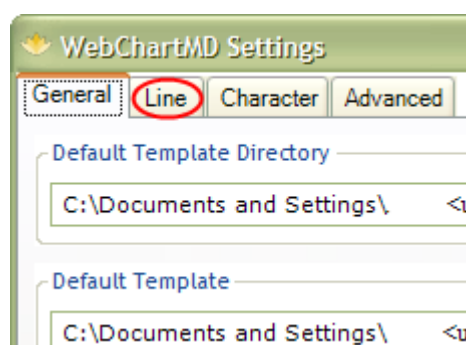 WebChartMD Settings
General Line Character Advanced
Default Template Directory
C:\Documents and Settings\ <u
Default Template
C:\Documents and Settings\ <u